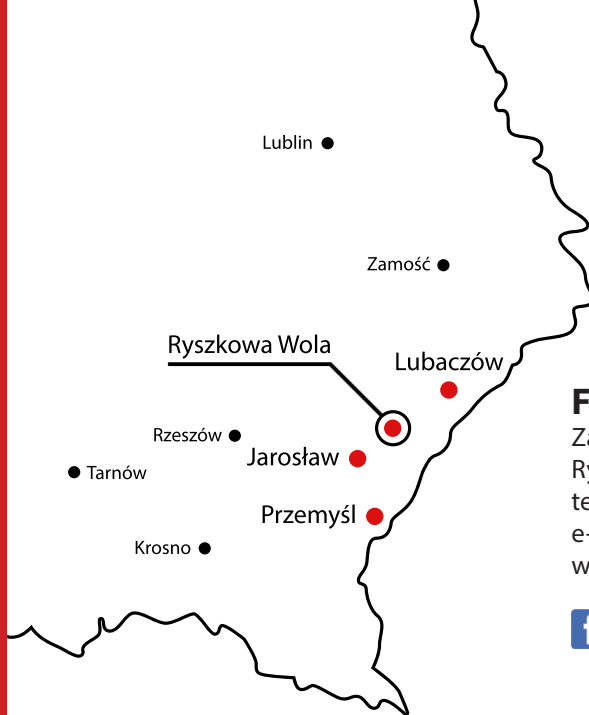 Lublin
Zamość
Ryszkowa Wola
Lubaczów
Rzeszów
Jarosław
Tarnów
Przemyśl
Krosno